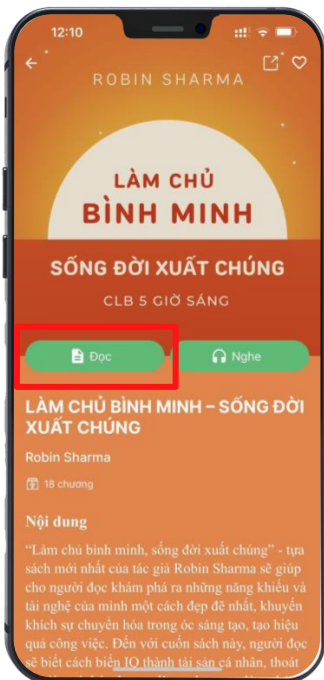 12:10
ROBIN SHARMA
LÀM CHỦ
BÌNH MINH
SỐNG ĐỜI XUẤT CHÚNG
CLB 5 GIỜ SÁNG
Đọc
Nghe
LÀM CHỦ BÌNH MINH – SỐNG ĐỜI
XUẤT CHÚNG
Robin Sharma
18 chương
Nội dung
“Làm chủ bình minh, sống đời xuất chúng” - tựa
sách mới nhất của tác giả Robin Sharma sẽ giúp
cho người đọc khám phá ra những năng khiếu và
tài nghệ của mình một cách đẹp đẽ nhất, khuyến
khích sự chuyển hóa trong óc sáng tạo, tạo hiệu
quả công việc. Đến với cuốn sách này, người đọc
sẽ biết cách biến IQ thành tài sản cá nhân, thoát